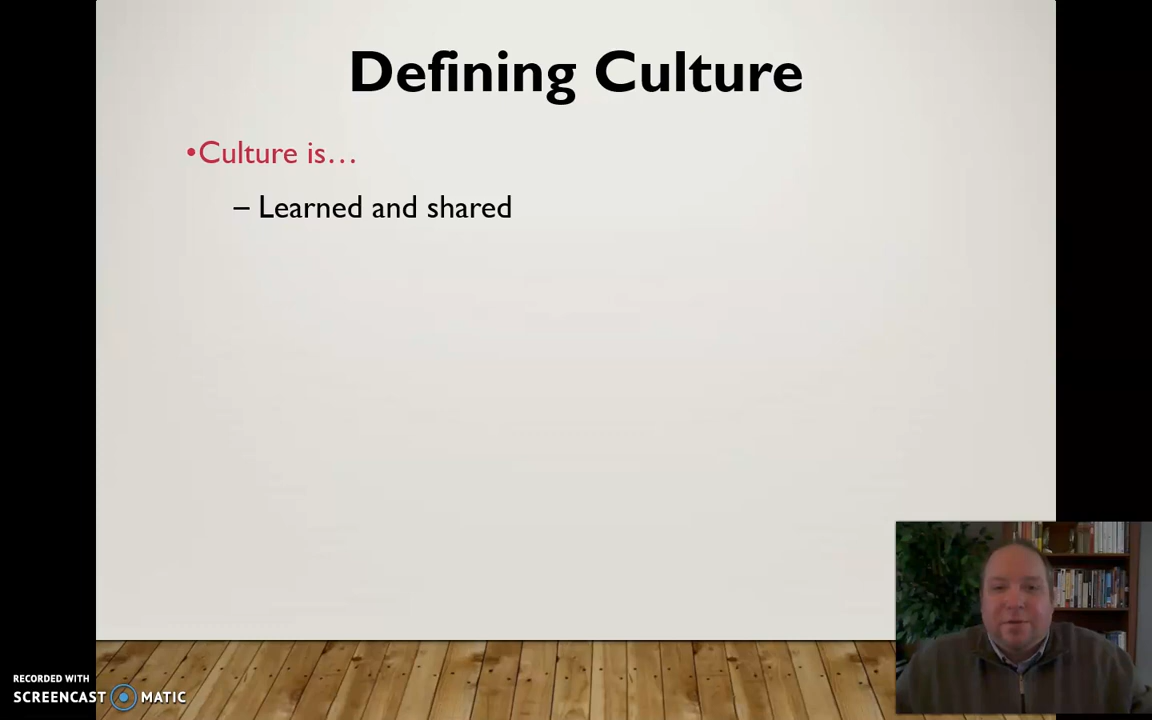 Defining Culture
•Culture is…
– Learned and shared
RECORDED WITH
SCREENCAST MATIC